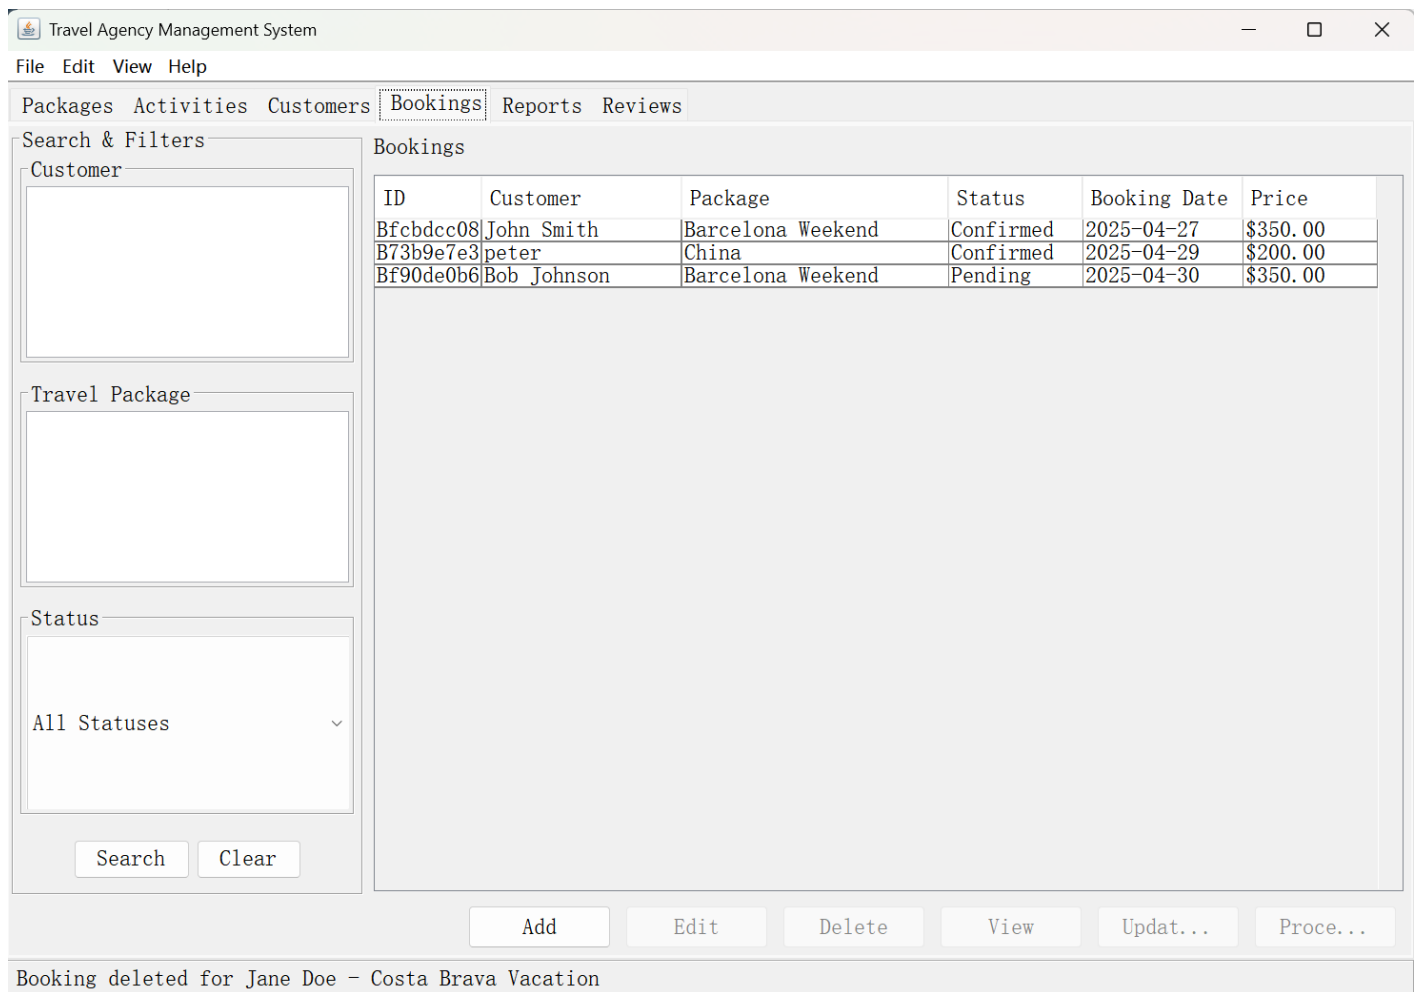 Travel Agency Management System
File Edit View Help
Packages Activities Customers Bookings Reports Reviews
Search & Filters
Customer
Travel Package
Status
All Statuses
Search Clear
Bookings
ID Customer Package Status Booking Date Price
Bfcbdcc08 John Smith Barcelona Weekend Confirmed 2025-04-27 $350.00
B73b9e7e3 peter China Confirmed 2025-04-29 $200.00
Bf90de0b6 Bob Johnson Barcelona Weekend Pending 2025-04-30 $350.00
Add Edit Delete View Updat... Proce...
Booking deleted for Jane Doe - Costa Brava Vacation